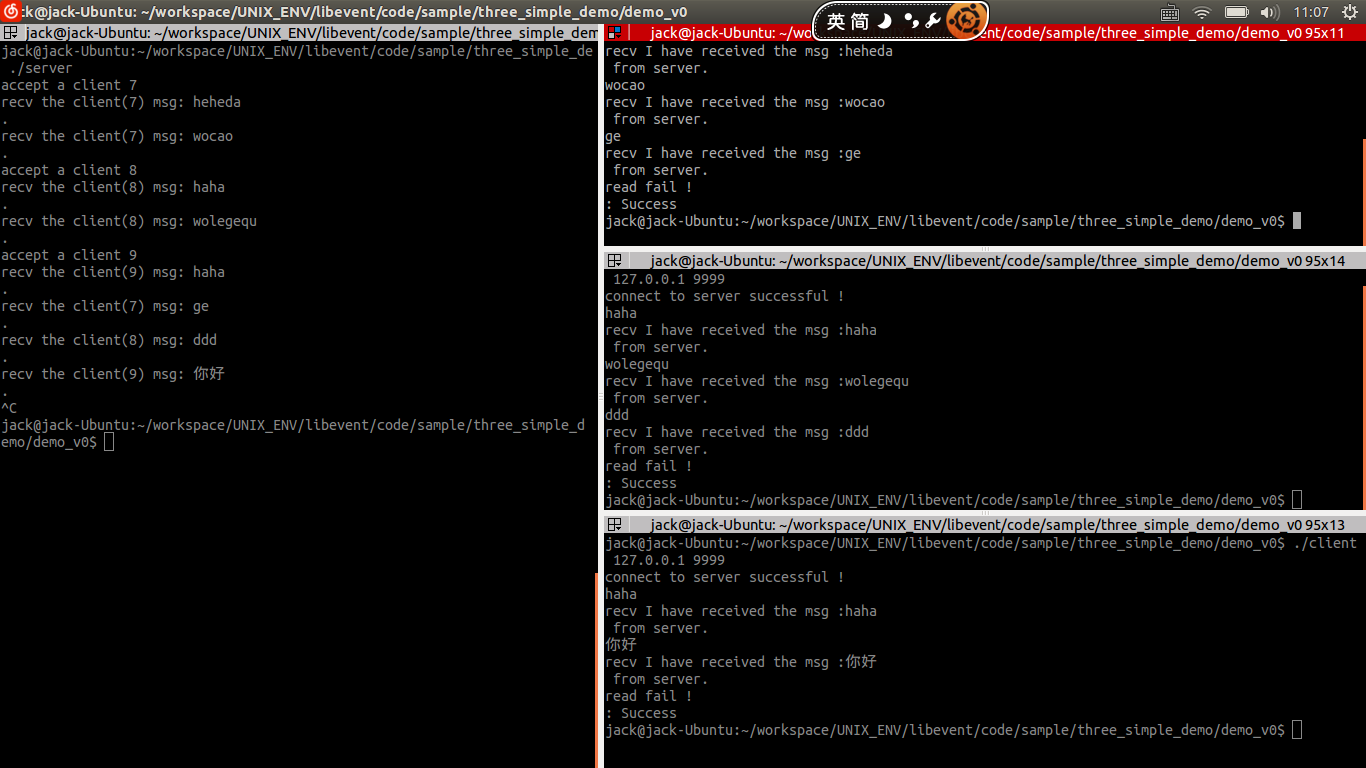 ck@jack-Ubuntu: ~/workspace/UNIX_ENV/libevent/code/sample/three_simple_demo/demo_v0
英 简
11:07
jack@jack-Ubuntu: ~/workspace/UNIX_ENV/libevent/code/sample/three_simple_dem
jack@jack-Ubuntu:~/workspace/UNIX_ENV/libevent/code/sample/three_simple_de
 ./server
accept a client 7
recv the client(7) msg: heheda
.
recv the client(7) msg: wocao
.
accept a client 8
recv the client(8) msg: haha
.
recv the client(8) msg: wolegequ
.
accept a client 9
recv the client(9) msg: haha
.
recv the client(7) msg: ge
.
recv the client(8) msg: ddd
.
recv the client(9) msg: 你好
.
^C
jack@jack-Ubuntu:~/workspace/UNIX_ENV/libevent/code/sample/three_simple_d
emo/demo_v0$
jack@jack-Ubuntu: ~/wo ent/code/sample/three_simple_demo/demo_v0 95x11
recv I have received the msg :heheda
 from server.
wocao
recv I have received the msg :wocao
 from server.
ge
recv I have received the msg :ge
 from server.
read fail !
: Success
jack@jack-Ubuntu:~/workspace/UNIX_ENV/libevent/code/sample/three_simple_demo/demo_v0$
jack@jack-Ubuntu: ~/workspace/UNIX_ENV/libevent/code/sample/three_simple_demo/demo_v0 95x14
 127.0.0.1 9999
connect to server successful !
haha
recv I have received the msg :haha
 from server.
wolegequ
recv I have received the msg :wolegequ
 from server.
ddd
recv I have received the msg :ddd
 from server.
read fail !
: Success
jack@jack-Ubuntu:~/workspace/UNIX_ENV/libevent/code/sample/three_simple_demo/demo_v0$
jack@jack-Ubuntu: ~/workspace/UNIX_ENV/libevent/code/sample/three_simple_demo/demo_v0 95x13
jack@jack-Ubuntu:~/workspace/UNIX_ENV/libevent/code/sample/three_simple_demo/demo_v0$ ./client
 127.0.0.1 9999
connect to server successful !
haha
recv I have received the msg :haha
 from server.
你好
recv I have received the msg :你好
 from server.
read fail !
: Success
jack@jack-Ubuntu:~/workspace/UNIX_ENV/libevent/code/sample/three_simple_demo/demo_v0$